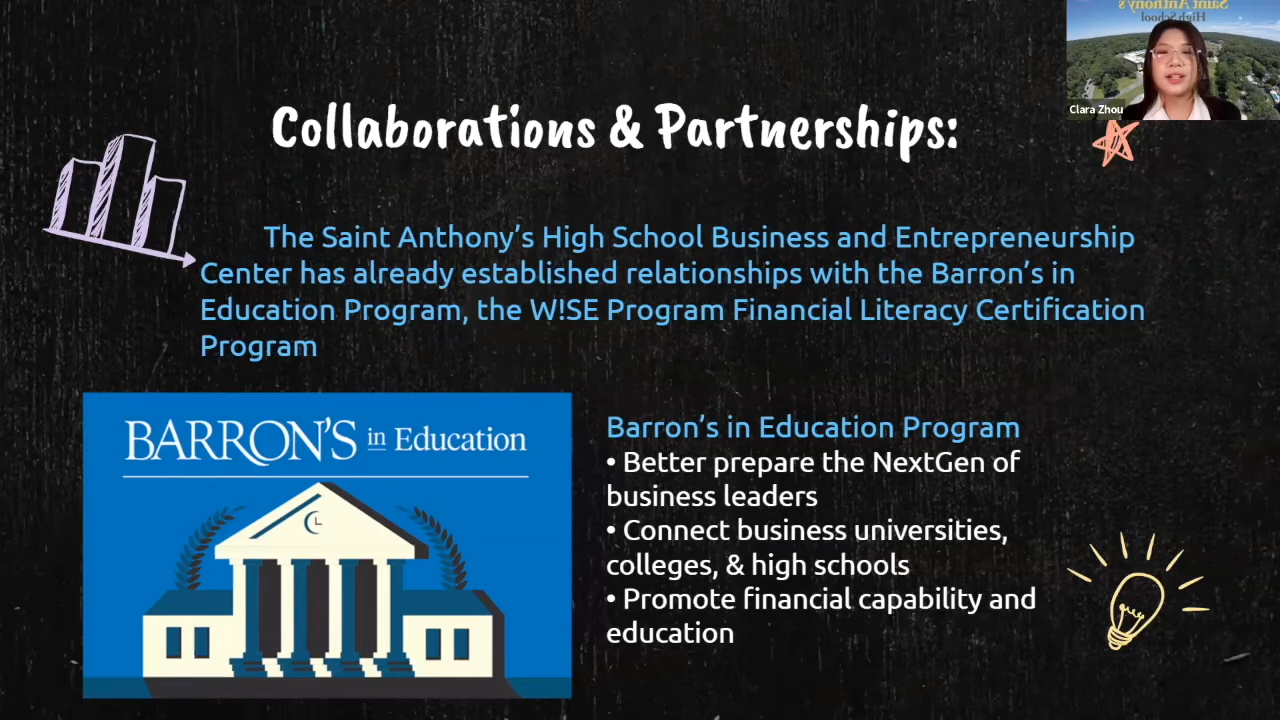 Saint Anthony's
High School
Clara Zhou
Collaborations & Partnerships:
The Saint Anthony’s High School Business and Entrepreneurship
Center has already established relationships with the Barron’s in
Education Program, the W!SE Program Financial Literacy Certification
Program
BARRON'S in Education
Barron’s in Education Program
• Better prepare the NextGen of
business leaders
• Connect business universities,
colleges, & high schools
• Promote financial capability and
education